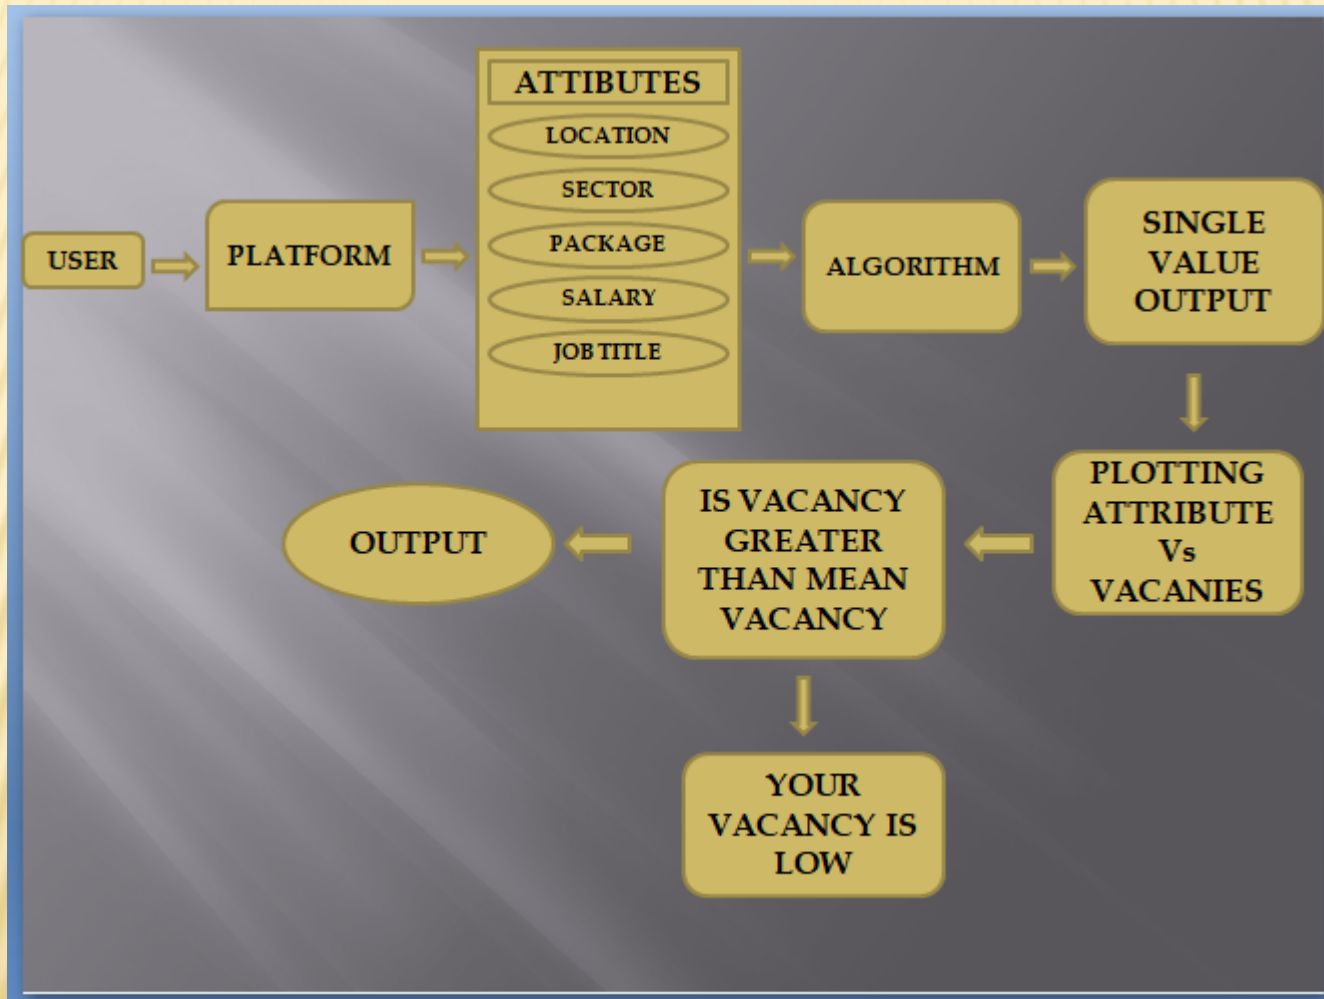 USER
PLATFORM
ATTIBUTES
LOCATION
SECTOR
PACKAGE
SALARY
JOB TITLE
ALGORITHM
SINGLE
VALUE
OUTPUT
PLOTTING
ATTRIBUTE
Vs
VACANIES
IS VACANCY
GREATER
THAN MEAN
VACANCY
OUTPUT
YOUR
VACANCY IS
LOW